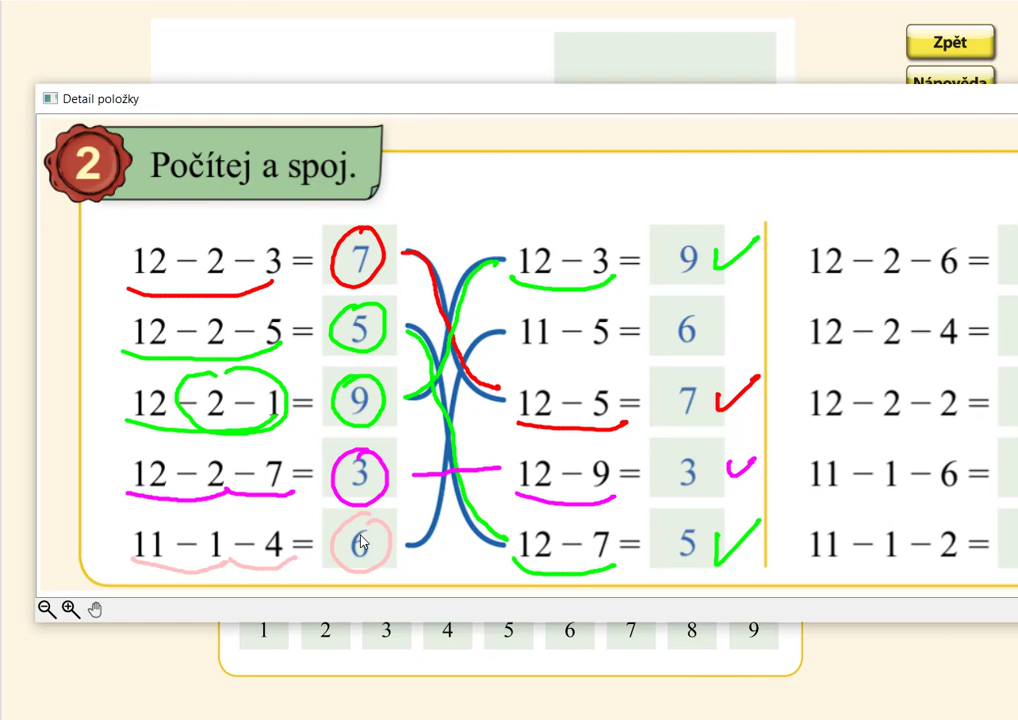 Zpět
Nápověda
Detail položky
2 Počítej a spoj.
12 − 2 − 3 = 7
12 − 2 − 5 = 5
12 − 2 − 1 = 9
12 − 2 − 7 = 3
11 − 1 − 4 = 6
12 − 3 = 9
11 − 5 = 6
12 − 5 = 7
12 − 9 = 3
12 − 7 = 5
12 − 2 − 6 =
12 − 2 − 4 =
12 − 2 − 2 =
11 − 1 − 6 =
11 − 1 − 2 =
1 2 3 4 5 6 7 8 9